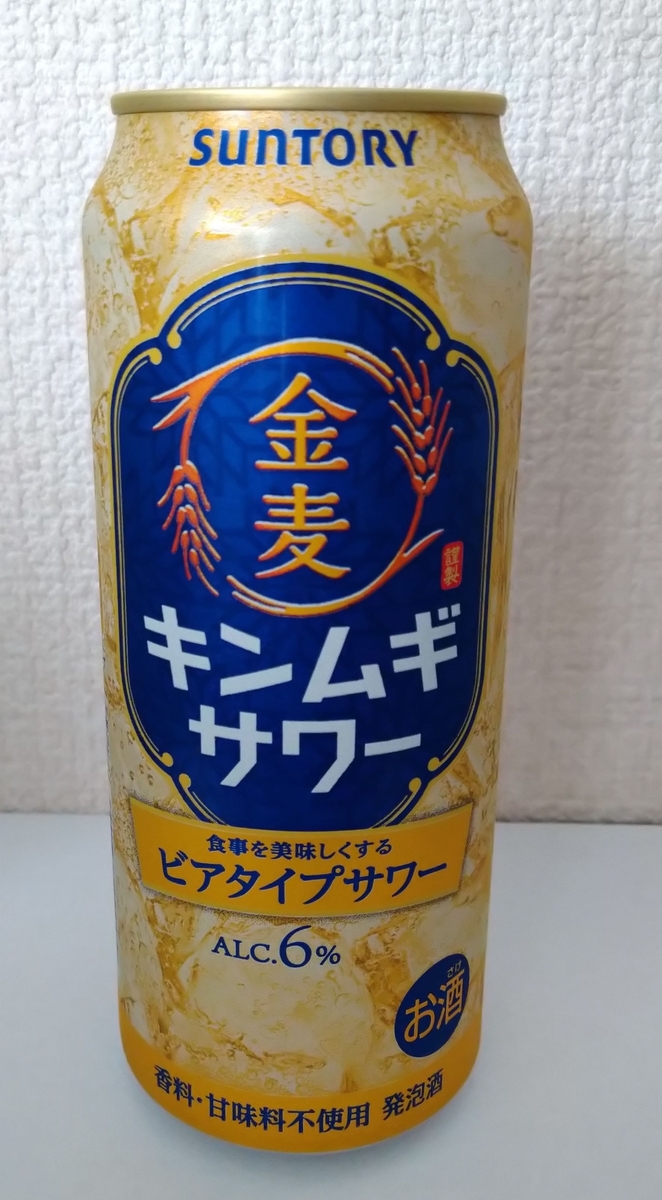 SUNTORY
金
麦
謹製
キンムギ
サワー
食事を美味しくする
ビアタイプサワー
ALC.6%
さけ
お酒
香料・甘味料不使用 発泡酒